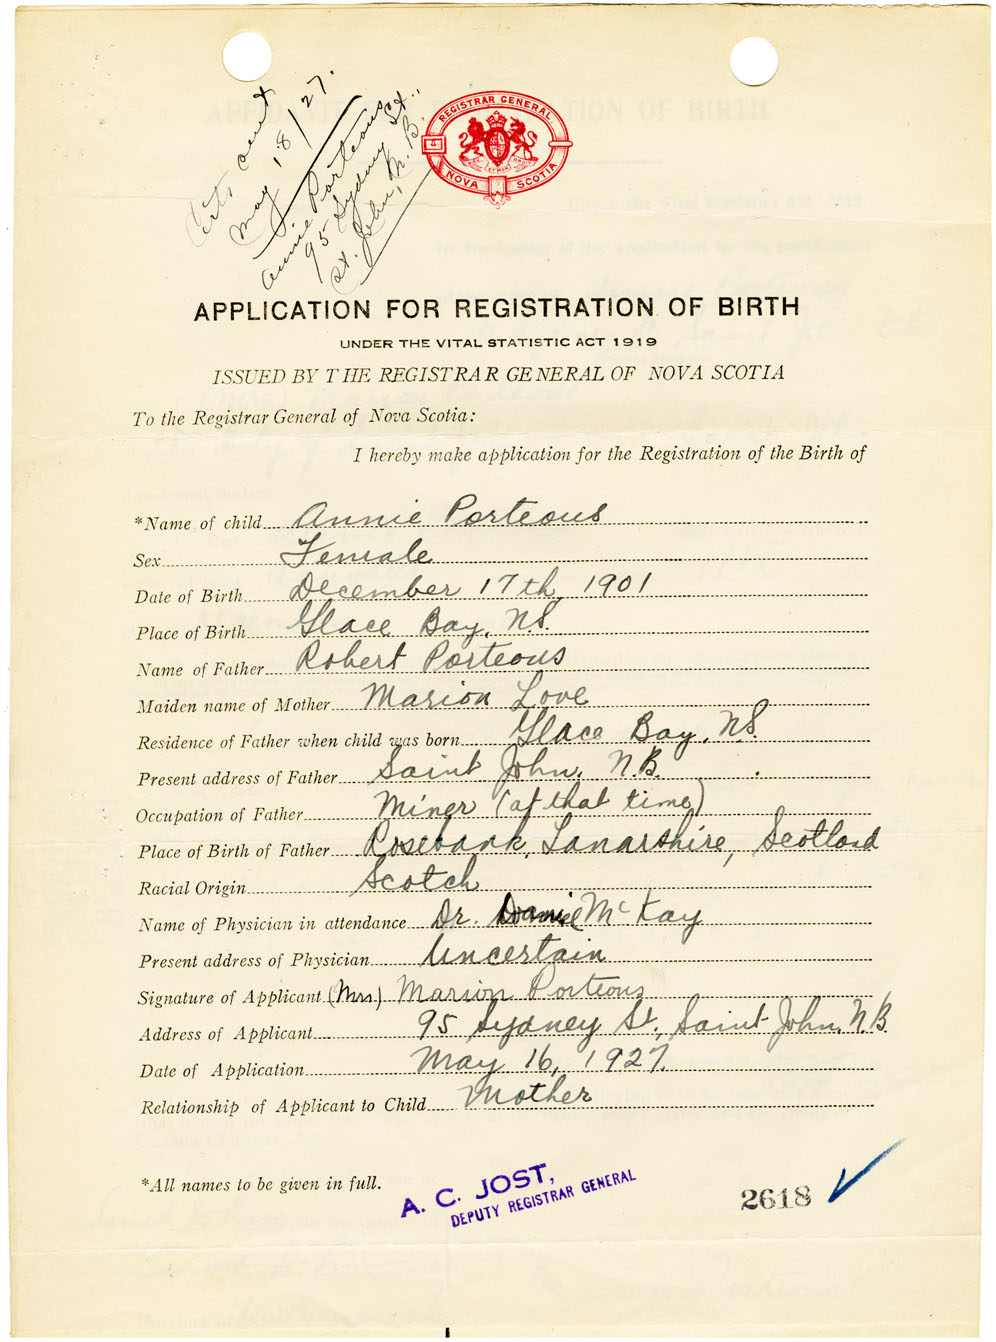 Certs sent
May 18/27.
Annie Porteous
95 Sydney St.,
St. John, N.B.
REGISTRAR GENERAL
NOVA SCOTIA
APPLICATION FOR REGISTRATION OF BIRTH
UNDER THE VITAL STATISTIC ACT 1919
ISSUED BY THE REGISTRAR GENERAL OF NOVA SCOTIA
To the Registrar General of Nova Scotia:
I hereby make application for the Registration of the Birth of
*Name of child Annie Porteous
Sex Female
Date of Birth December 17th, 1901
Place of Birth Glace Bay, N.S.
Name of Father Robert Porteous
Maiden name of Mother Marion Love
Residence of Father when child was born Glace Bay, N.S.
Present address of Father Saint John, N.B.
Occupation of Father Miner (at that time)
Place of Birth of Father Rosebank, Lanarshire, Scotland
Racial Origin Scotch
Name of Physician in attendance Dr. McKay
Present address of Physician Uncertain
Signature of Applicant (Mrs) Marion Porteous
Address of Applicant 95 Sydney St., Saint John, N.B.
Date of Application May 16, 1927.
Relationship of Applicant to Child Mother
*All names to be given in full.
A. C. JOST,
DEPUTY REGISTRAR GENERAL
2618